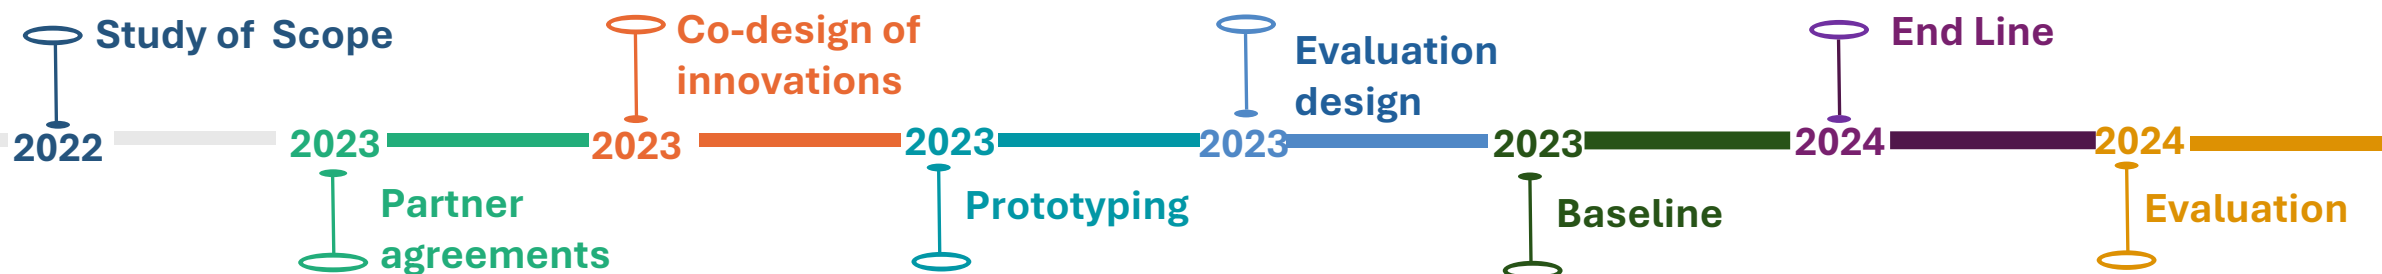 Study of  Scope
2022
2023
Partner
agreements
Co-design of
innovations
2023
2023
Prototyping
Evaluation
design
2023
2023
Baseline
End Line
2024
2024
Evaluation